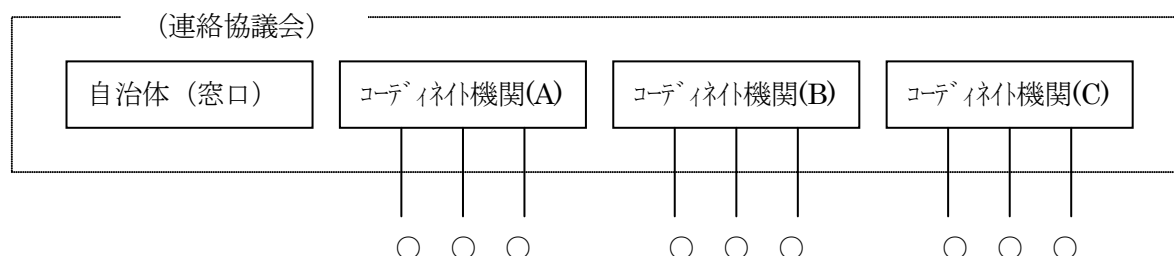 (連絡協議会)
自治体(窓口) コーディネイト機関(A) コーディネイト機関(B) コーディネイト機関(C)
○ ○ ○ ○ ○ ○ ○ ○ ○